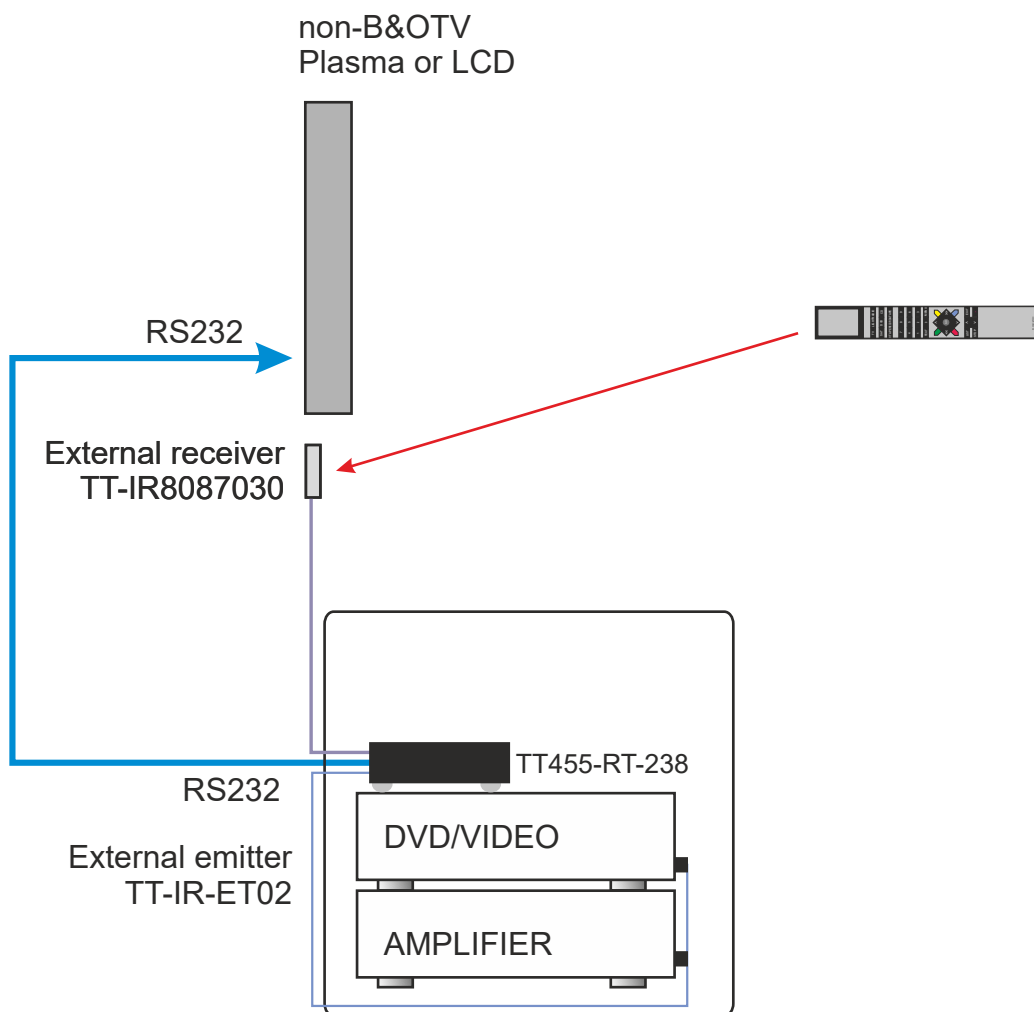 non-B&OTV
Plasma or LCD
RS232
External receiver
TT-IR8087030
TT455-RT-238
RS232
DVD/VIDEO
External emitter
TT-IR-ET02
AMPLIFIER